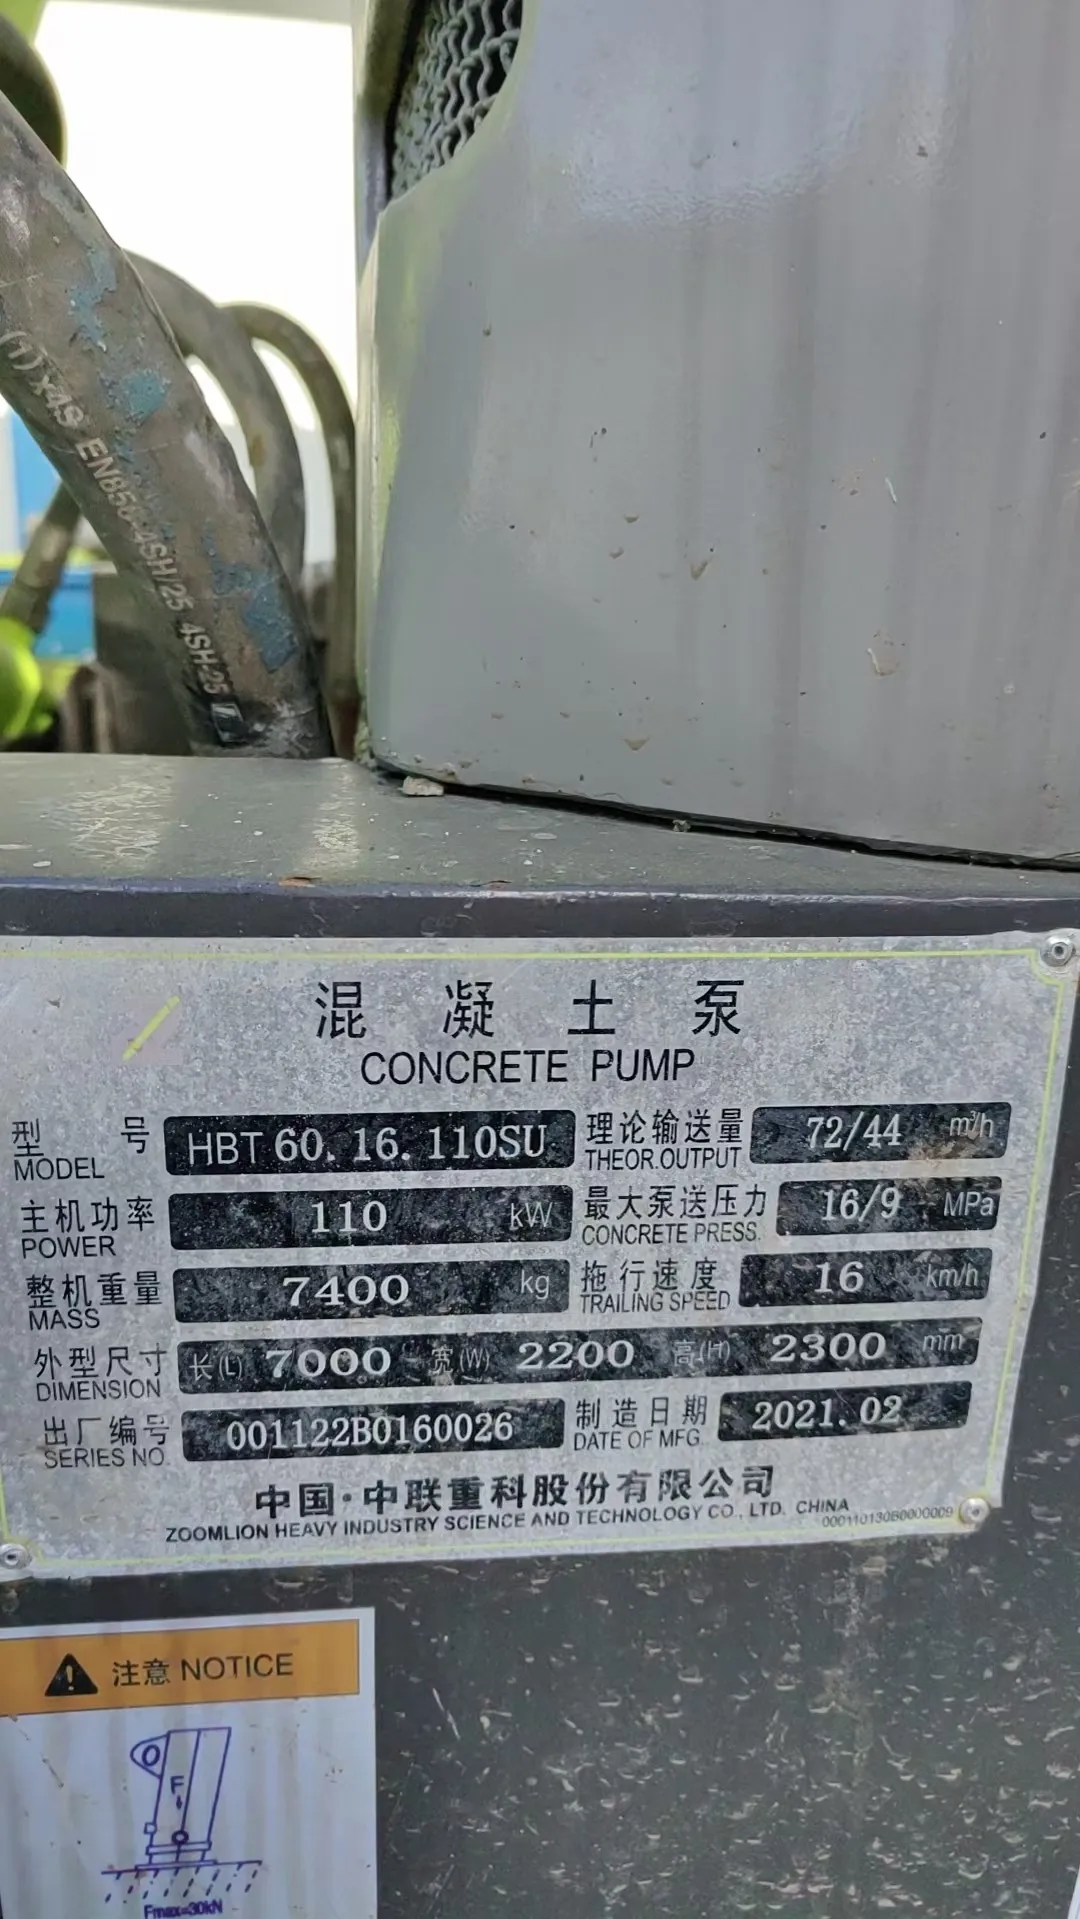 (1)x4S EN856-4SH/25 4SH-25
混凝土泵
CONCRETE PUMP
型号 HBT 60.16.110SU 理论输送量 72/44 m³/h
MODEL THEOR.OUTPUT
主机功率 110 kW 最大泵送压力 16/9 MPa
POWER CONCRETE PRESS.
整机重量 7400 kg 拖行速度 16 km/h
MASS TRAILING SPEED
外型尺寸 长(L) 7000 宽(W) 2200 高(H) 2300 mm
DIMENSION
出厂编号 001122B0160026 制造日期 2021.02
SERIES NO. DATE OF MFG.
中国·中联重科股份有限公司
ZOOMLION HEAVY INDUSTRY SCIENCE AND TECHNOLOGY CO., LTD. CHINA
000110130B0000009
注意 NOTICE
F
Fmax=30kN